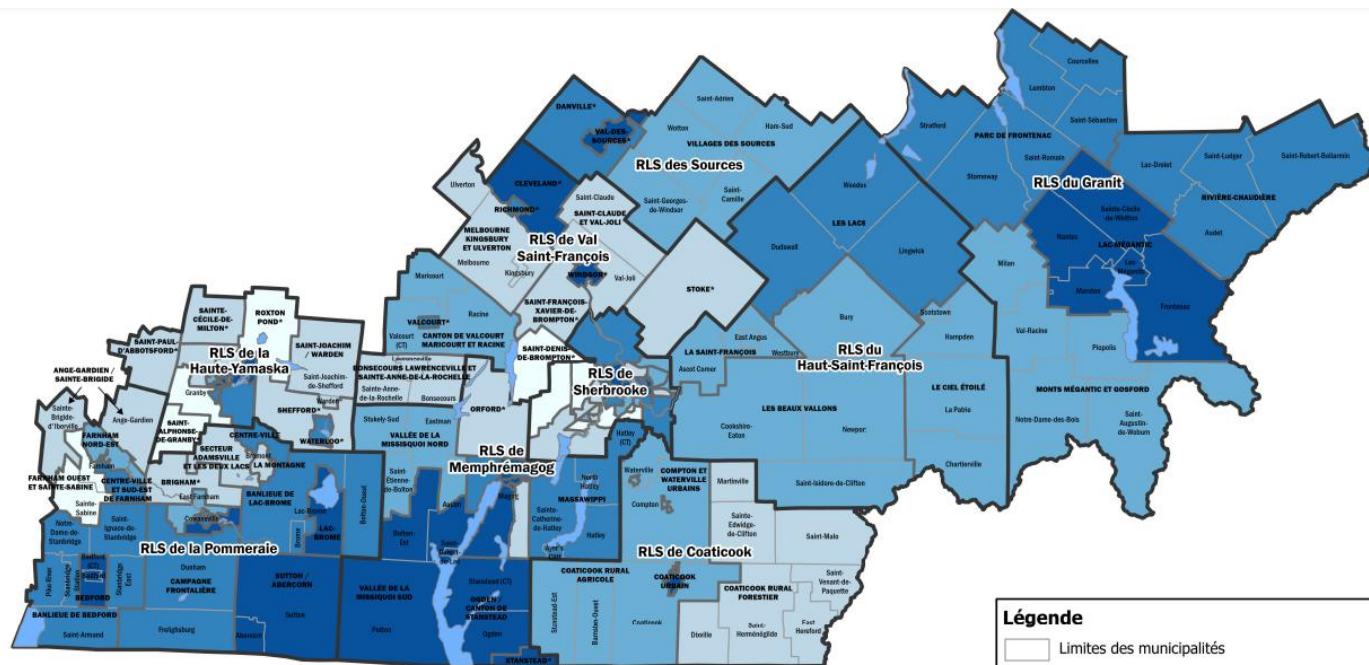 Courcelles
Lambton
Saint-Adrien
DANVILLE*
Wotton
Ham-Sud
VAL-DES-
SOURCES*
VILLAGES DES SOURCES
Stratford
PARC DE FRONTENAC
Saint-Sébastien
Saint-Romain
Stornoway
Lac-Drolet
Saint-Ludger
Saint-Robert-Bellarmin
RLS des Sources
RLS du Granit
RIVIÈRE-CHAUDIÈRE
Ulverton
CLEVELAND*
Saint-Claude
Saint-
Camille
Saint-Georges-
de-Windsor
Weedon
LES LACS
RICHMOND*
SAINT-CLAUDE
ET VAL-JOLI
MELBOURNE
KINGSBURY
ET ULVERTON
RLS de Val
Saint-François
Sainte-Cécile
de-Whitton
Audet
Nantes
LAC-MÉGANTIC
Lac-
Mégantic
Dudswell
Lingwick
Melbourne
Kingsbury
WINDSOR*
Val-Joli
Milan
Marston
Frontenac
Maricourt
STOKE*
SAINTE-
CÉCILE-DE-
MILTON*
ROXTON
POND*
Racine
SAINT-FRANÇOIS
XAVIER-DE-
BROMPTON*
Bury
Scotstown
VALCOURT*
Valcourt
(CT)
CANTON DE VALCOURT
MARICOURT ET RACINE
East Angus
Hampden
Val-Racine
Piopolis
SAINT-PAUL-
D'ABBOTSFORD*
SAINT-JOACHIM
/ WARDEN
SAINT-DENIS-
DE-BROMPTON*
LA SAINT-FRANÇOIS
Westbury
RLS de la
Haute-Yamaska
RLS du
Haut-Saint-François
Lawrenceville
BONSECOURS LAWRENCEVILLE ET
SAINTE-ANNE-DE-LA-ROCHELLE
Ascot Corner
ANGE-GARDIEN /
SAINTE-BRIGIDE
RLS de
Sherbrooke
Saint-Joachim-
de-Shefford
Sainte-Anne-
de-la-Rochelle
Bonsecours
LE CIEL ÉTOILÉ
MONTS MÉGANTIC ET GOSFORD
Granby
ORFORD*
Sainte-
Brigide-
d'Iberville
Ange-Gardien
Warden
SHEFFORD*
Stukely-Sud
Eastman
LES BEAUX VALLONS
La Patrie
SAINT-
ALPHONSE-
DE-GRANBY*
WATERLOO*
Cookshire-
Eaton
Newport
Notre-Dame-des-Bois
Saint-
Augustin-
de-Woburn
FARNHAM
NORD-EST
CENTRE-VILLE
Hatley
(CT)
VALLÉE DE LA
MISSISQUOI NORD
RLS de
Memphrémagog
SECTEUR
ADAMSVILLE
ET LES DEUX LACS
Bromont
LA MONTAGNE
Farnham
Waterville
COMPTON ET
WATERVILLE
URBAINS
Chartierville
FARNHAM OUEST
ET SAINTE-SABINE
CENTRE-VILLE
ET SUD-EST
DE FARNHAM
BRIGHAM*
Saint-
Étienne-
de-Bolton
North
Hatley
MASSAWIPPI
Martinville
Saint-Isidore-de-Clifton
BANLIEUE DE
LAC-BROME
Bolton-Ouest
Magog
Compton
East Farnham
Lac-Brome
Austin
Sainte-
Catherine-
de-Hatley
Sainte-
Sabine
Cowansville
Sainte-
Edwidge-
de-Clifton
Notre-
Dame-de-
Stanbridge
Saint-
Ignace-de-
Stanbridge
LAC-
BROME
Brome
Bolton-
Est
Hatley
Saint-Malo
RLS de la Pommeraie
RLS de Coaticook
Bedford
(CT)
Dunham
COATICOOK RURAL
AGRICOLE
COATICOOK
URBAIN
Saint-
Venant-de-
Paquette
Pike River
Stanbridge
Station
Stanbridge
East
BEDFORD
CAMPAGNE
FRONTALIÈRE
SUTTON /
ABERCORN
VALLÉE DE LA
MISSIQUOI SUD
Stanstead (CT)
OGDEN /
CANTON DE
STANSTEAD
COATICOOK RURAL
FORESTIER
Stanstead-Est
Barnston-Ouest
BANLIEUE DE BEDFORD
Sutton
Potton
Saint-Armand
Frelighsburg
Abercorn
Ogden
Coaticook
Dixville
Saint-
Herménégilde
East
Hereford
STANSTEAD*
Légende
Limites des municipalités